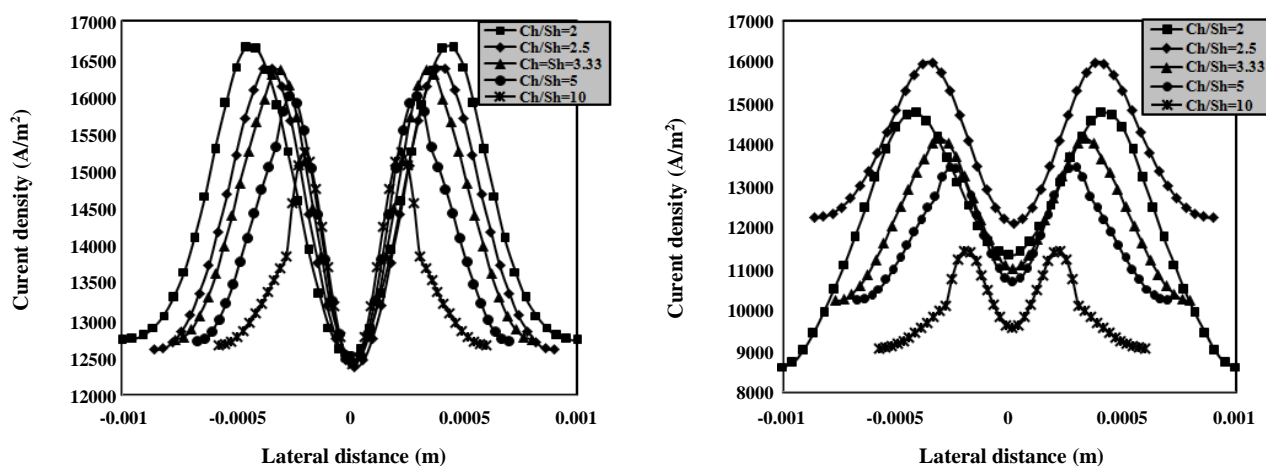 17000
16500
16000
15500
15000
14500
14000
13500
13000
12500
12000
Curent density (A/m²)
-0.001 -0.0005 0 0.0005 0.001
Lateral distance (m)
Ch/Sh=2
Ch/Sh=2.5
Ch=Sh=3.33
Ch/Sh=5
Ch/Sh=10
17000
16000
15000
14000
13000
12000
11000
10000
9000
8000
Curent density (A/m²)
-0.001 -0.0005 0 0.0005 0.001
Lateral distance (m)
Ch/Sh=2
Ch/Sh=2.5
Ch/Sh=3.33
Ch/Sh=5
Ch/Sh=10